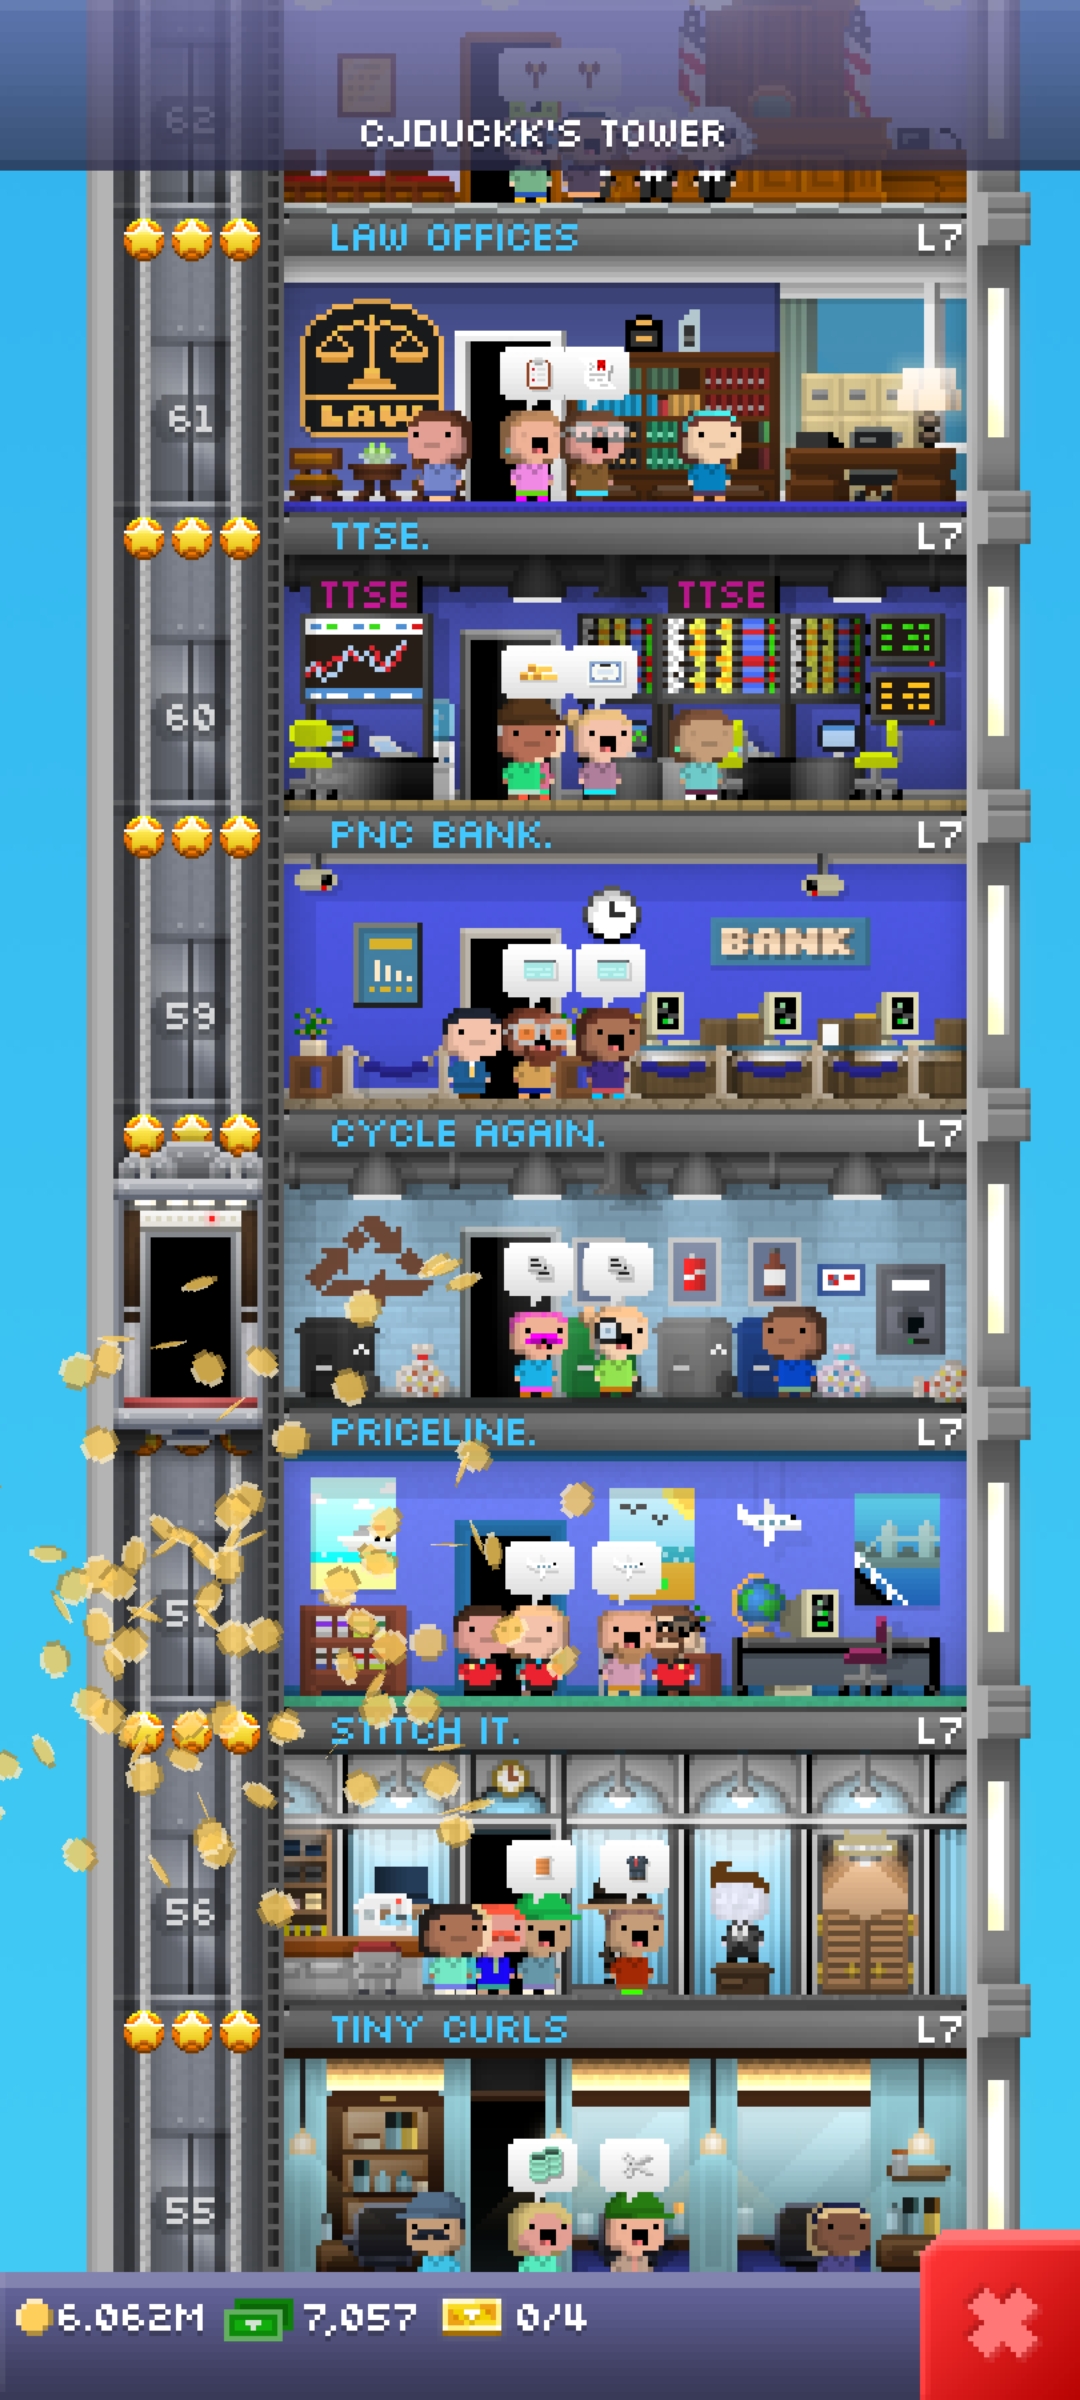 62
CJDUCKK'S TOWER
LAW OFFICES L7
LAW
61
TTSE. L7
TTSE TTSE
60
PNC BANK. L7
BANK
59
CYCLE AGAIN. L7
PRICELINE. L7
57
STITCH IT. L7
56
TINY CURLS L7
55
6.062M 7,057 0/4